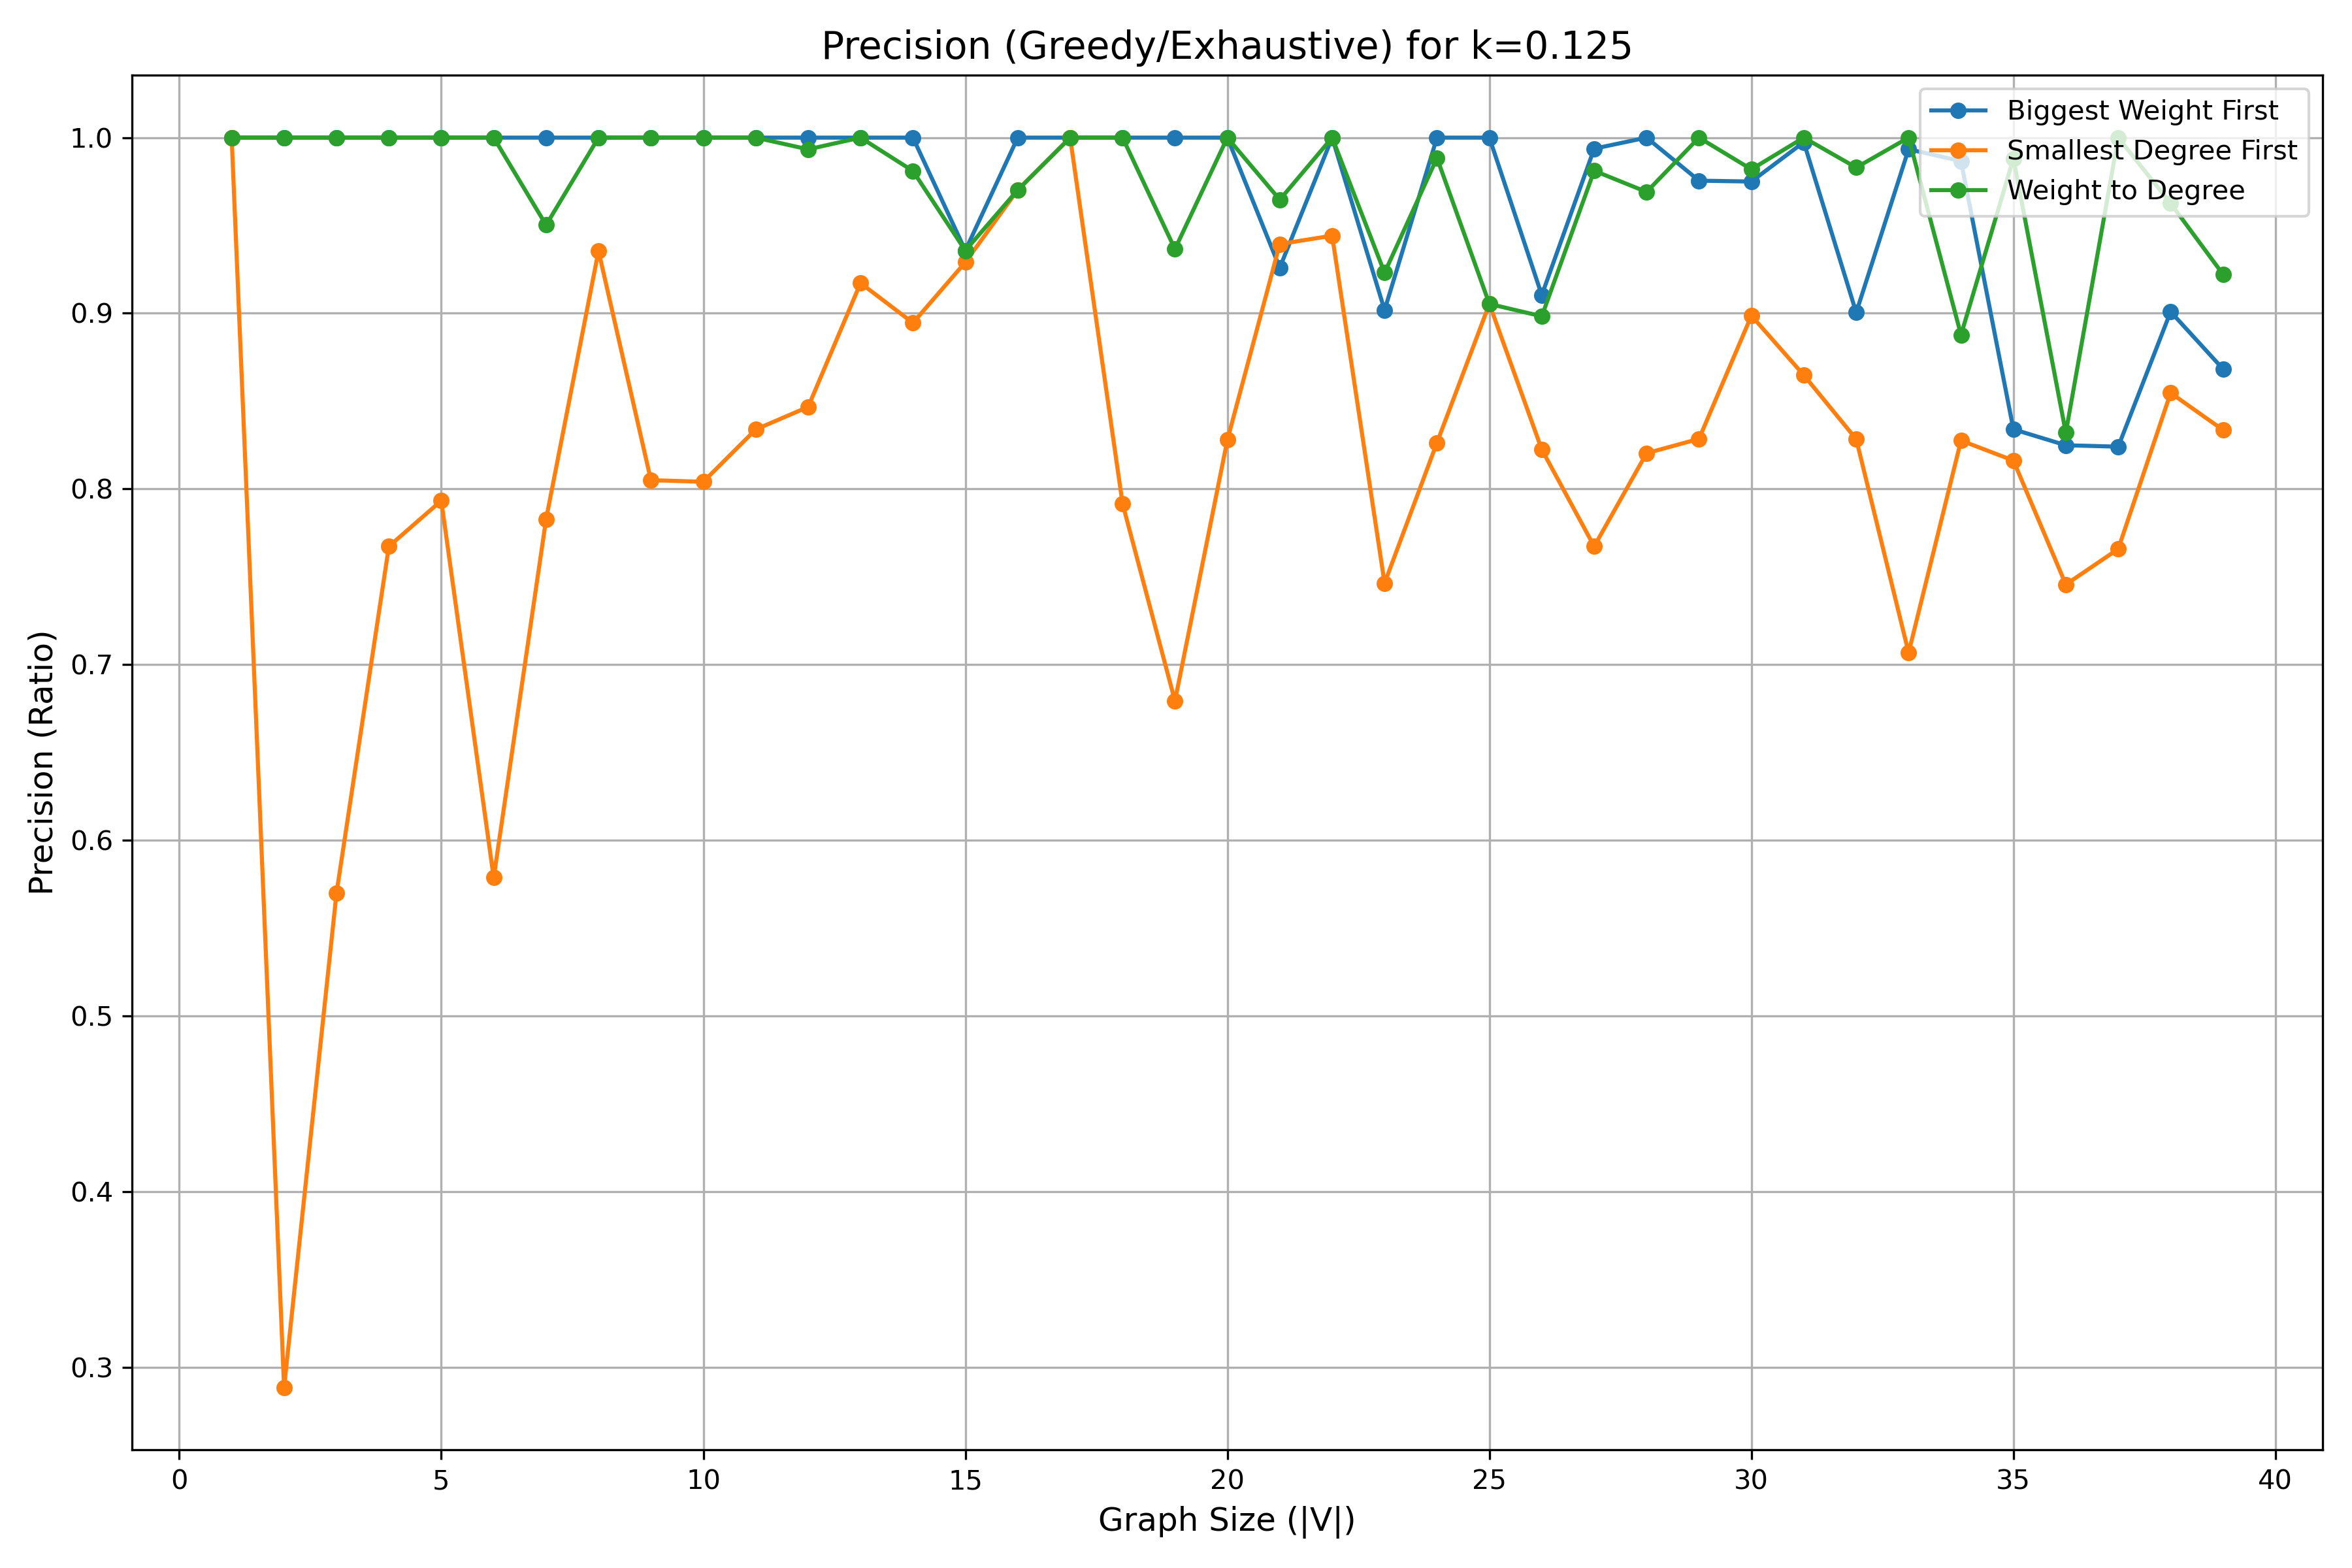 Precision (Greedy/Exhaustive) for k=0.125
Biggest Weight First
Smallest Degree First
Weight to Degree
Precision (Ratio)
1.0
0.9
0.8
0.7
0.6
0.5
0.4
0.3
0 5 10 15 20 25 30 35 40
Graph Size (|V|)